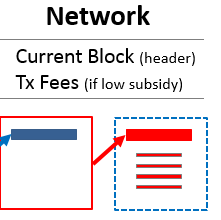 Network
Current Block (header)
Tx Fees (if low subsidy)